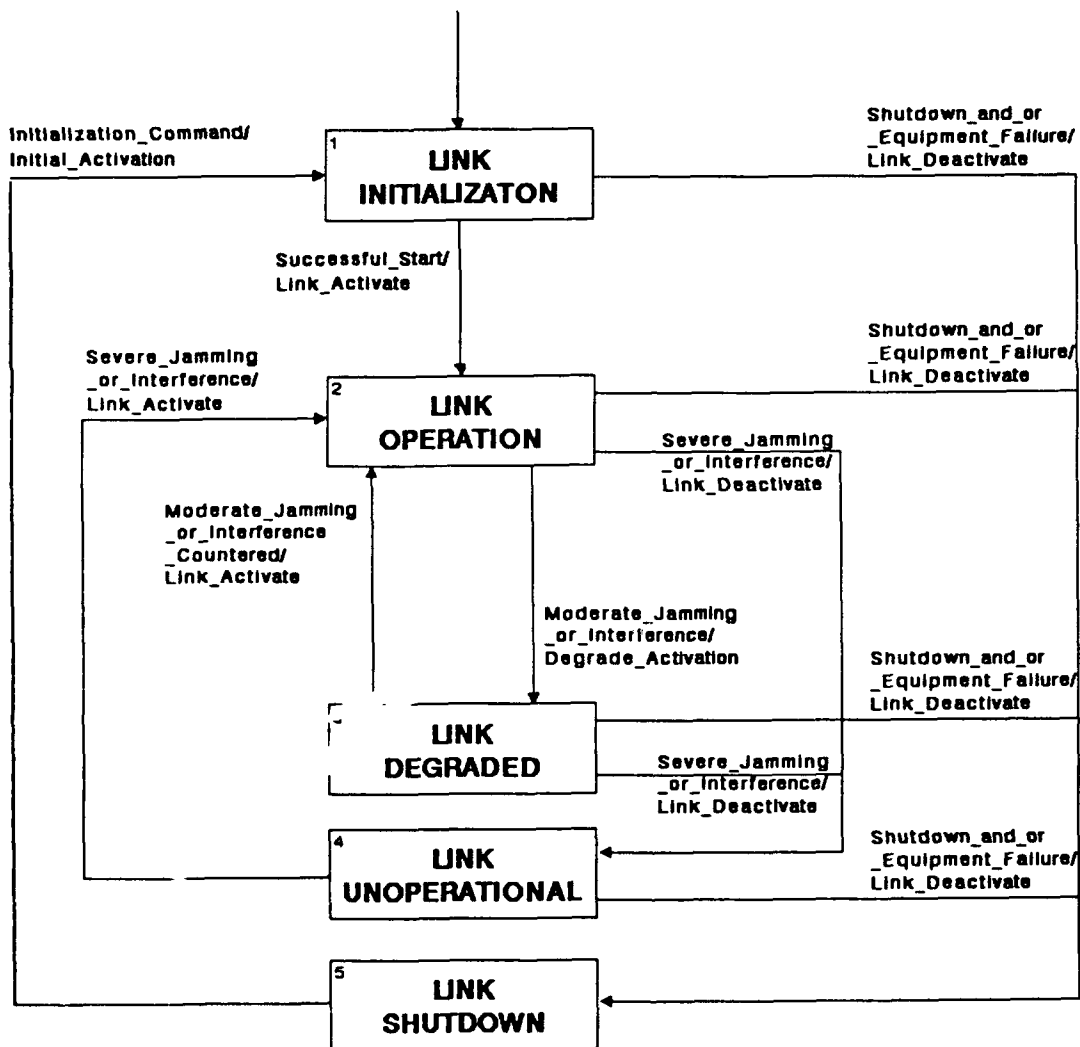 Initialization_Command/
Initial_Activation
1
LINK
INITIALIZATON
Shutdown_and_or
_Equipment_Failure/
Link_Deactivate
Successful_Start/
Link_Activate
Severe_Jamming
_or_Interference/
Link_Activate
2
LINK
OPERATION
Shutdown_and_or
_Equipment_Failure/
Link_Deactivate
Severe_Jamming
_or_Interference/
Link_Deactivate
Moderate_Jamming
_or_Interference
_Countered/
Link_Activate
Moderate_Jamming
_or_Interference/
Degrade_Activation
LINK
DEGRADED
Shutdown_and_or
_Equipment_Failure/
Link_Deactivate
Severe_Jamming
_or_Interference/
Link_Deactivate
4
LINK
UNOPERATIONAL
Shutdown_and_or
_Equipment_Failure/
Link_Deactivate
5
LINK
SHUTDOWN